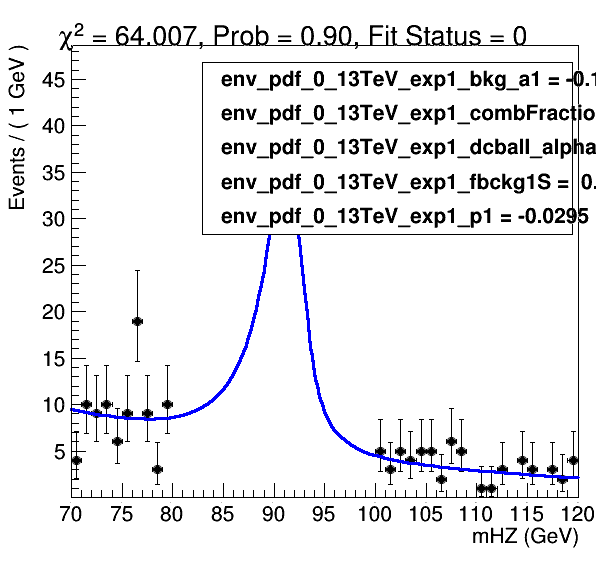 χ² = 64.007, Prob = 0.90, Fit Status = 0
Events / ( 1 GeV )
env_pdf_0_13TeV_exp1_bkg_a1 = -0.1
env_pdf_0_13TeV_exp1_combFractio
env_pdf_0_13TeV_exp1_dcball_alpha
env_pdf_0_13TeV_exp1_fbckg1S = 0.
env_pdf_0_13TeV_exp1_p1 = -0.0295
45
40
35
30
25
20
15
10
5
70 75 80 85 90 95 100 105 110 115 120
mHZ (GeV)